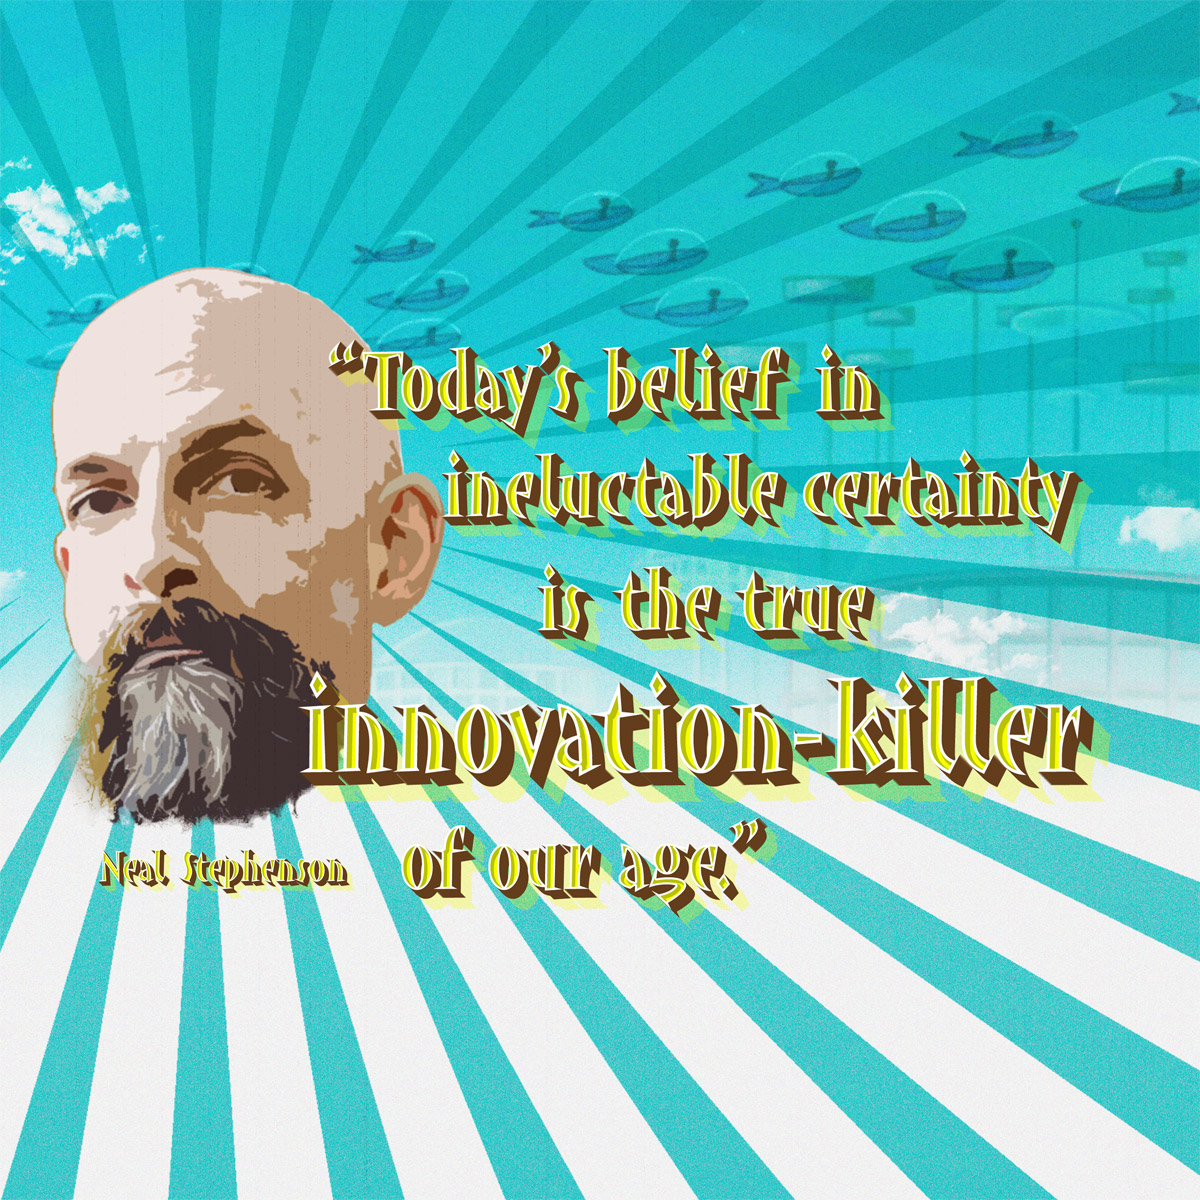 “Today’s belief in
ineluctable certainty
is the true
innovation-killer
of our age.”
Neal Stephenson